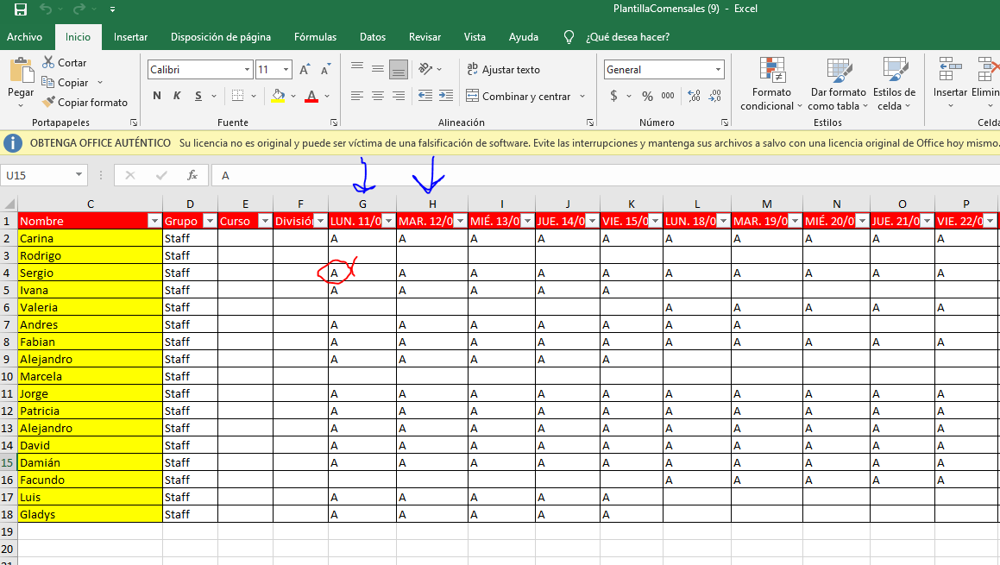 PlantillaComensales (9) - Excel
Archivo Inicio Insertar Disposición de página Fórmulas Datos Revisar Vista Ayuda ¿Qué desea hacer?
Pegar
Cortar
Copiar
Copiar formato
Portapapeles
Calibri 11
N K S
Fuente
Ajustar texto
Combinar y centrar
Alineación
General
$ % 000
Número
Formato condicional
Dar formato como tabla
Estilos de celda
Estilos
Insertar Elimin
Celda
OBTENGA OFFICE AUTÉNTICO Su licencia no es original y puede ser víctima de una falsificación de software. Evite las interrupciones y mantenga sus archivos a salvo con una licencia original de Office hoy mismo.
U15 fx A
C D E F G H I J K L M N O P
1 Nombre Grupo Curso División LUN. 11/0 MAR. 12/0 MIÉ. 13/0 JUE. 14/0 VIE. 15/0 LUN. 18/0 MAR. 19/0 MIÉ. 20/0 JUE. 21/0 VIE. 22/0
2 Carina Staff A A A A A A A A A A
3 Rodrigo Staff
4 Sergio Staff A A A A A A A A A A
5 Ivana Staff A A A A A
6 Valeria Staff A A A A A
7 Andres Staff A A A A A A A
8 Fabian Staff A A A A A A A A A A
9 Alejandro Staff A A A A A
10 Marcela Staff
11 Jorge Staff A A A A A A A A A A
12 Patricia Staff A A A A A A A A A A
13 Alejandro Staff A A A A A A A A A A
14 David Staff A A A A A A A A A A
15 Damián Staff A A A A A A A A A A
16 Facundo Staff A A A A A
17 Luis Staff A A A A A
18 Gladys Staff A A A A A
19
20